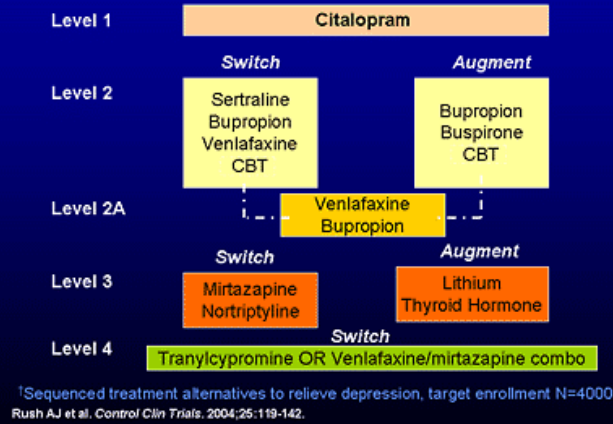 Level 1
Citalopram
Switch
Augment
Level 2
Sertraline
Bupropion
Venlafaxine
CBT
Bupropion
Buspirone
CBT
Level 2A
Venlafaxine
Bupropion
Switch
Augment
Level 3
Mirtazapine
Nortriptyline
Lithium
Thyroid Hormone
Switch
Level 4
Tranylcypromine OR Venlafaxine/mirtazapine combo
†Sequenced treatment alternatives to relieve depression, target enrollment N=4000
Rush AJ et al. Control Clin Trials. 2004;25:119-142.